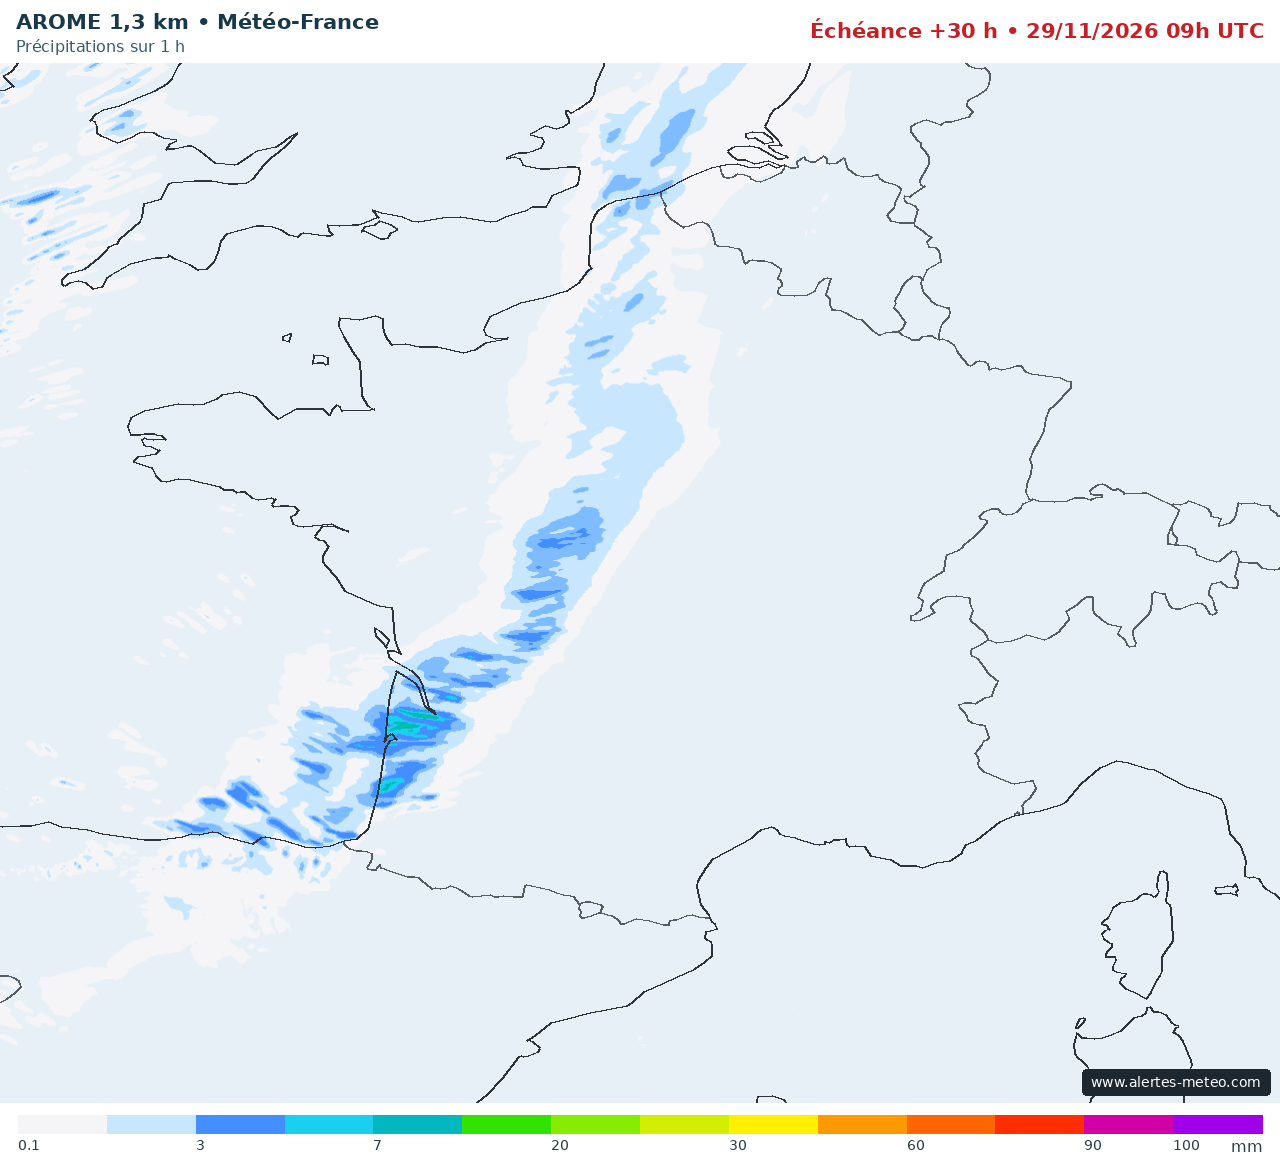 AROME 1,3 km • Météo-France
Précipitations sur 1 h
Échéance +30 h • 29/11/2026 09h UTC
www.alertes-meteo.com
0.1 3 7 20 30 60 90 100 mm